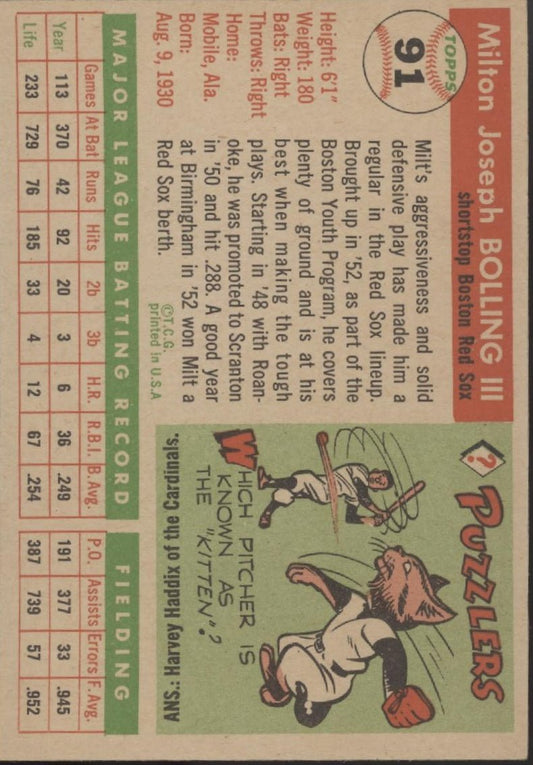 TOPPS
91
Milton Joseph BOLLING III
shortstop Boston Red Sox
Height: 6'1"
Weight: 180
Bats: Right
Throws: Right
Home:
Mobile, Ala.
Born:
Aug. 9, 1930
Milt's aggressiveness and solid
defensive play has made him a
regular in the Red Sox lineup.
Brought up in '52, as part of the
Boston Youth Program, he covers
plenty of ground and is at his
best when making the tough
plays. Starting in '48 with Roan-
oke, he was promoted to Scranton
in '50 and hit .288. A good year
at Birmingham in '52 won Milt a
Red Sox berth.
©T.C.G.
printed in U.S.A
?
PUZZLERS
WHICH PITCHER IS
KNOWN AS
THE "KITTEN"?
ANS.: Harvey Haddix of the Cardinals.
MAJOR LEAGUE BATTING RECORD
FIELDING
Games At Bat Runs Hits 2b 3b H.R. R.B.I. B. Avg. P.O. Assists Errors F. Avg.
Year 113 370 42 92 20 3 6 36 .249 191 377 33 .945
Life 233 729 76 185 33 4 12 67 .254 387 739 57 .952